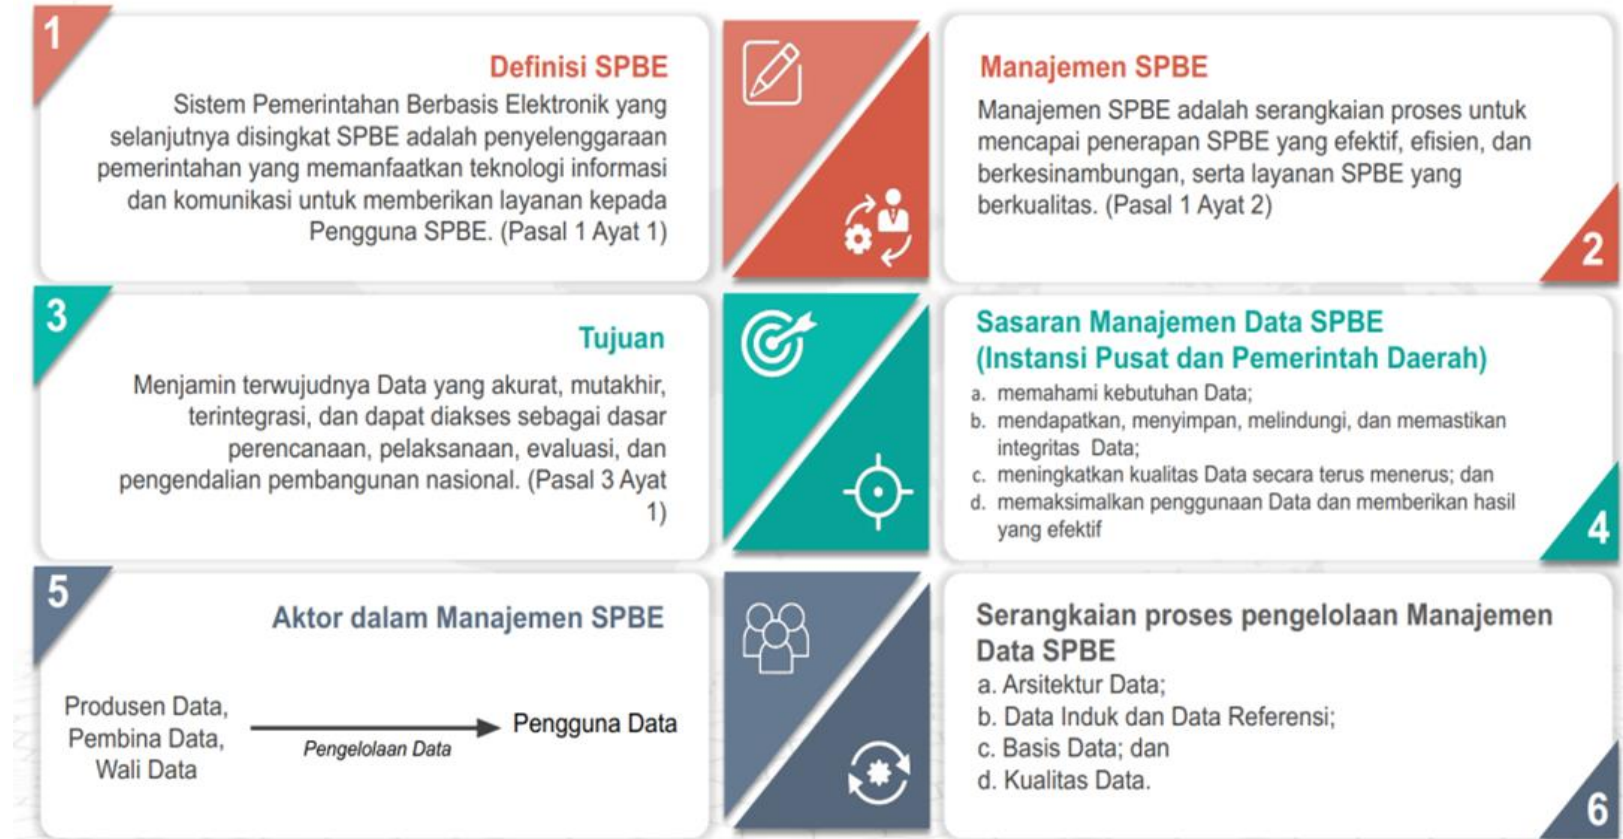 1
Definisi SPBE
Sistem Pemerintahan Berbasis Elektronik yang
selanjutnya disingkat SPBE adalah penyelenggaraan
pemerintahan yang memanfaatkan teknologi informasi
dan komunikasi untuk memberikan layanan kepada
Pengguna SPBE. (Pasal 1 Ayat 1)
Manajemen SPBE
Manajemen SPBE adalah serangkaian proses untuk
mencapai penerapan SPBE yang efektif, efisien, dan
berkesinambungan, serta layanan SPBE yang
berkualitas. (Pasal 1 Ayat 2)
2
3
Tujuan
Menjamin terwujudnya Data yang akurat, mutakhir,
terintegrasi, dan dapat diakses sebagai dasar
perencanaan, pelaksanaan, evaluasi, dan
pengendalian pembangunan nasional. (Pasal 3 Ayat
1)
Sasaran Manajemen Data SPBE
(Instansi Pusat dan Pemerintah Daerah)
a. memahami kebutuhan Data;
b. mendapatkan, menyimpan, melindungi, dan memastikan
integritas Data;
c. meningkatkan kualitas Data secara terus menerus; dan
d. memaksimalkan penggunaan Data dan memberikan hasil
yang efektif
4
5
Aktor dalam Manajemen SPBE
Produsen Data,
Pembina Data,
Wali Data
Pengelolaan Data
Pengguna Data
Serangkaian proses pengelolaan Manajemen
Data SPBE
a. Arsitektur Data;
b. Data Induk dan Data Referensi;
c. Basis Data; dan
d. Kualitas Data.
6